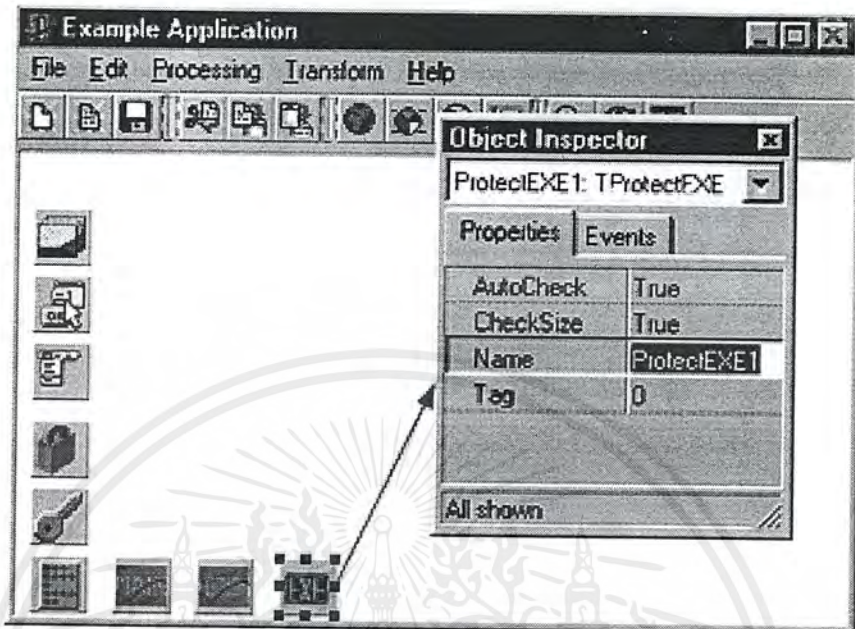 Example Application
File Edit Processing Transform Help
Object Inspector
ProtectEXE1: TProtectEXE
Properties Events
AutoCheck True
CheckSize True
Name ProtectEXE1
Tag 0
All shown